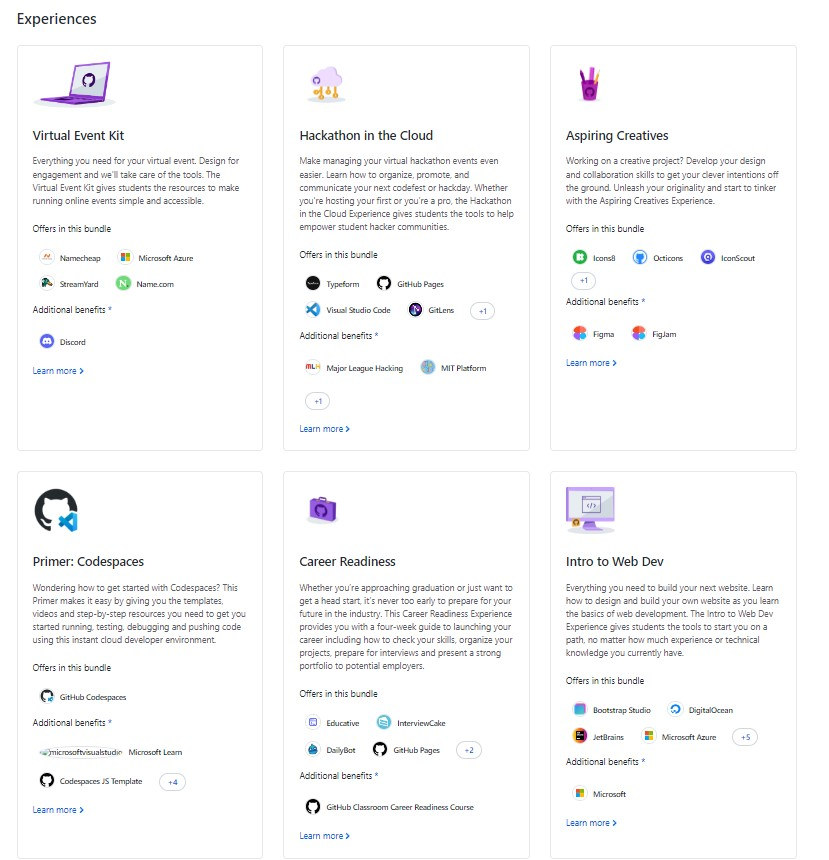 Experiences
Virtual Event Kit
Everything you need for your virtual event. Design for
engagement and we'll take care of the tools. The
Virtual Event Kit gives students the resources to make
running online events simple and accessible.
Offers in this bundle
Namecheap
Microsoft Azure
StreamYard
Name.com
Additional benefits *
Discord
Learn more
Hackathon in the Cloud
Make managing your virtual hackathon events even
easier. Learn how to organize, promote, and
communicate your next codefest or hackday. Whether
you're hosting your first or you're a pro, the Hackathon
in the Cloud Experience gives students the tools to help
empower student hacker communities.
Offers in this bundle
Typeform
GitHub Pages
Visual Studio Code
GitLens
+1
Additional benefits *
MLH
Major League Hacking
MIT Platform
+1
Learn more
Aspiring Creatives
Working on a creative project? Develop your design
and collaboration skills to get your clever intentions off
the ground. Unleash your originality and start to tinker
with the Aspiring Creatives Experience.
Offers in this bundle
Icons8
Octicons
IconScout
+1
Additional benefits *
Figma
FigJam
Learn more
Primer: Codespaces
Wondering how to get started with Codespaces? This
Primer makes it easy by giving you the templates,
videos and step-by-step resources you need to get you
started running, testing, debugging and pushing code
using this instant cloud developer environment.
Offers in this bundle
GitHub Codespaces
Additional benefits *
microsoftvisualstudio
Microsoft Learn
Codespaces JS Template
+4
Learn more
Career Readiness
Whether you're approaching graduation or just want to
get a head start, it's never too early to prepare for your
future in the industry. This Career Readiness Experience
provides you with a four-week guide to launching your
career including how to check your skills, organize your
projects, prepare for interviews and present a strong
portfolio to potential employers.
Offers in this bundle
Educative
InterviewCake
DailyBot
GitHub Pages
+2
Additional benefits *
GitHub Classroom Career Readiness Course
Learn more
Intro to Web Dev
Everything you need to build your next website. Learn
how to design and build your own website as you learn
the basics of web development. The Intro to Web Dev
Experience gives students the tools to start you on a
path, no matter how much experience or technical
knowledge you currently have.
Offers in this bundle
Bootstrap Studio
DigitalOcean
JetBrains
Microsoft Azure
+5
Additional benefits *
Microsoft
Learn more